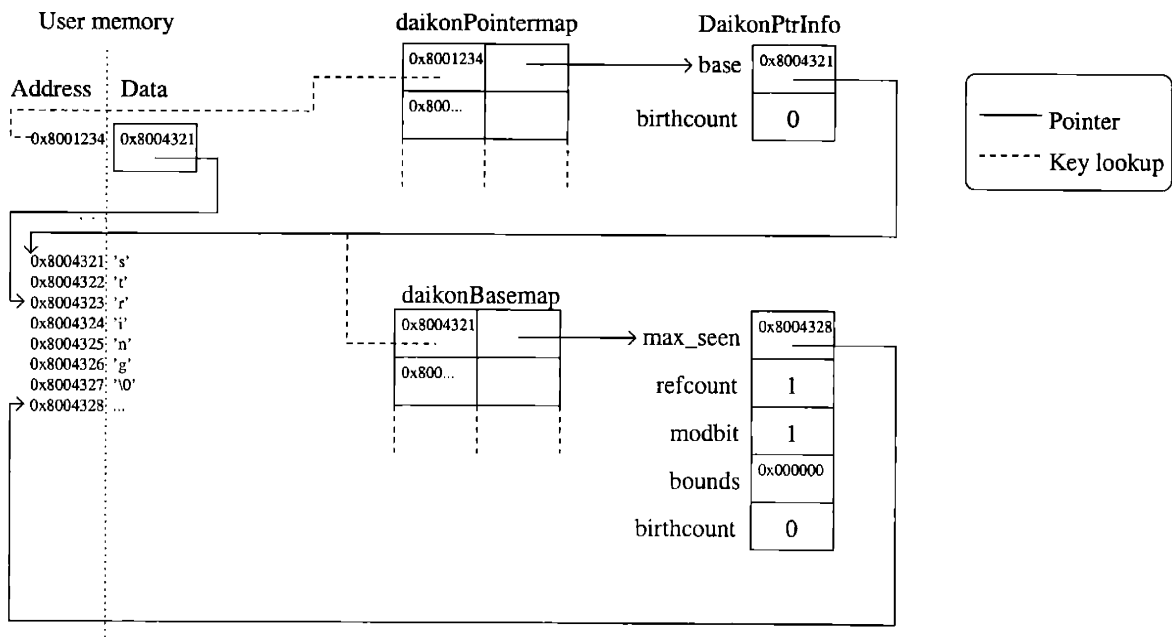 User memory
Address Data
0x8001234 0x8004321
. . .
0x8004321 's'
0x8004322 't'
0x8004323 'r'
0x8004324 'i'
0x8004325 'n'
0x8004326 'g'
0x8004327 '\0'
0x8004328 ...
daikonPointermap
0x8001234
0x800...
DaikonPtrInfo
base 0x8004321
birthcount 0
Pointer
Key lookup
daikonBasemap
0x8004321
0x800...
max_seen 0x8004328
refcount 1
modbit 1
bounds 0x000000
birthcount 0